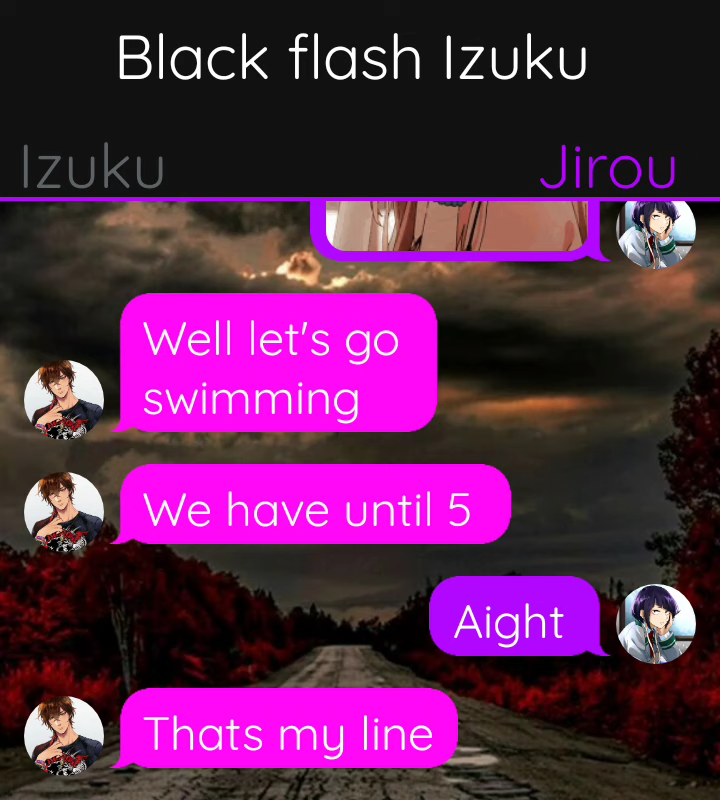 Black flash Izuku
Izuku
Jirou
Well let's go
swimming
We have until 5
Aight
Thats my line